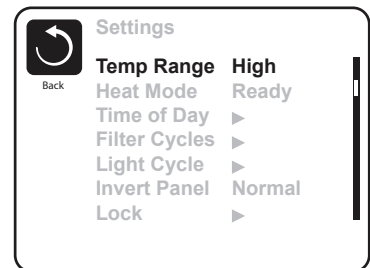 Settings
Back
Temp Range High
Heat Mode Ready
Time of Day ▶
Filter Cycles ▶
Light Cycle ▶
Invert Panel Normal
Lock ▶